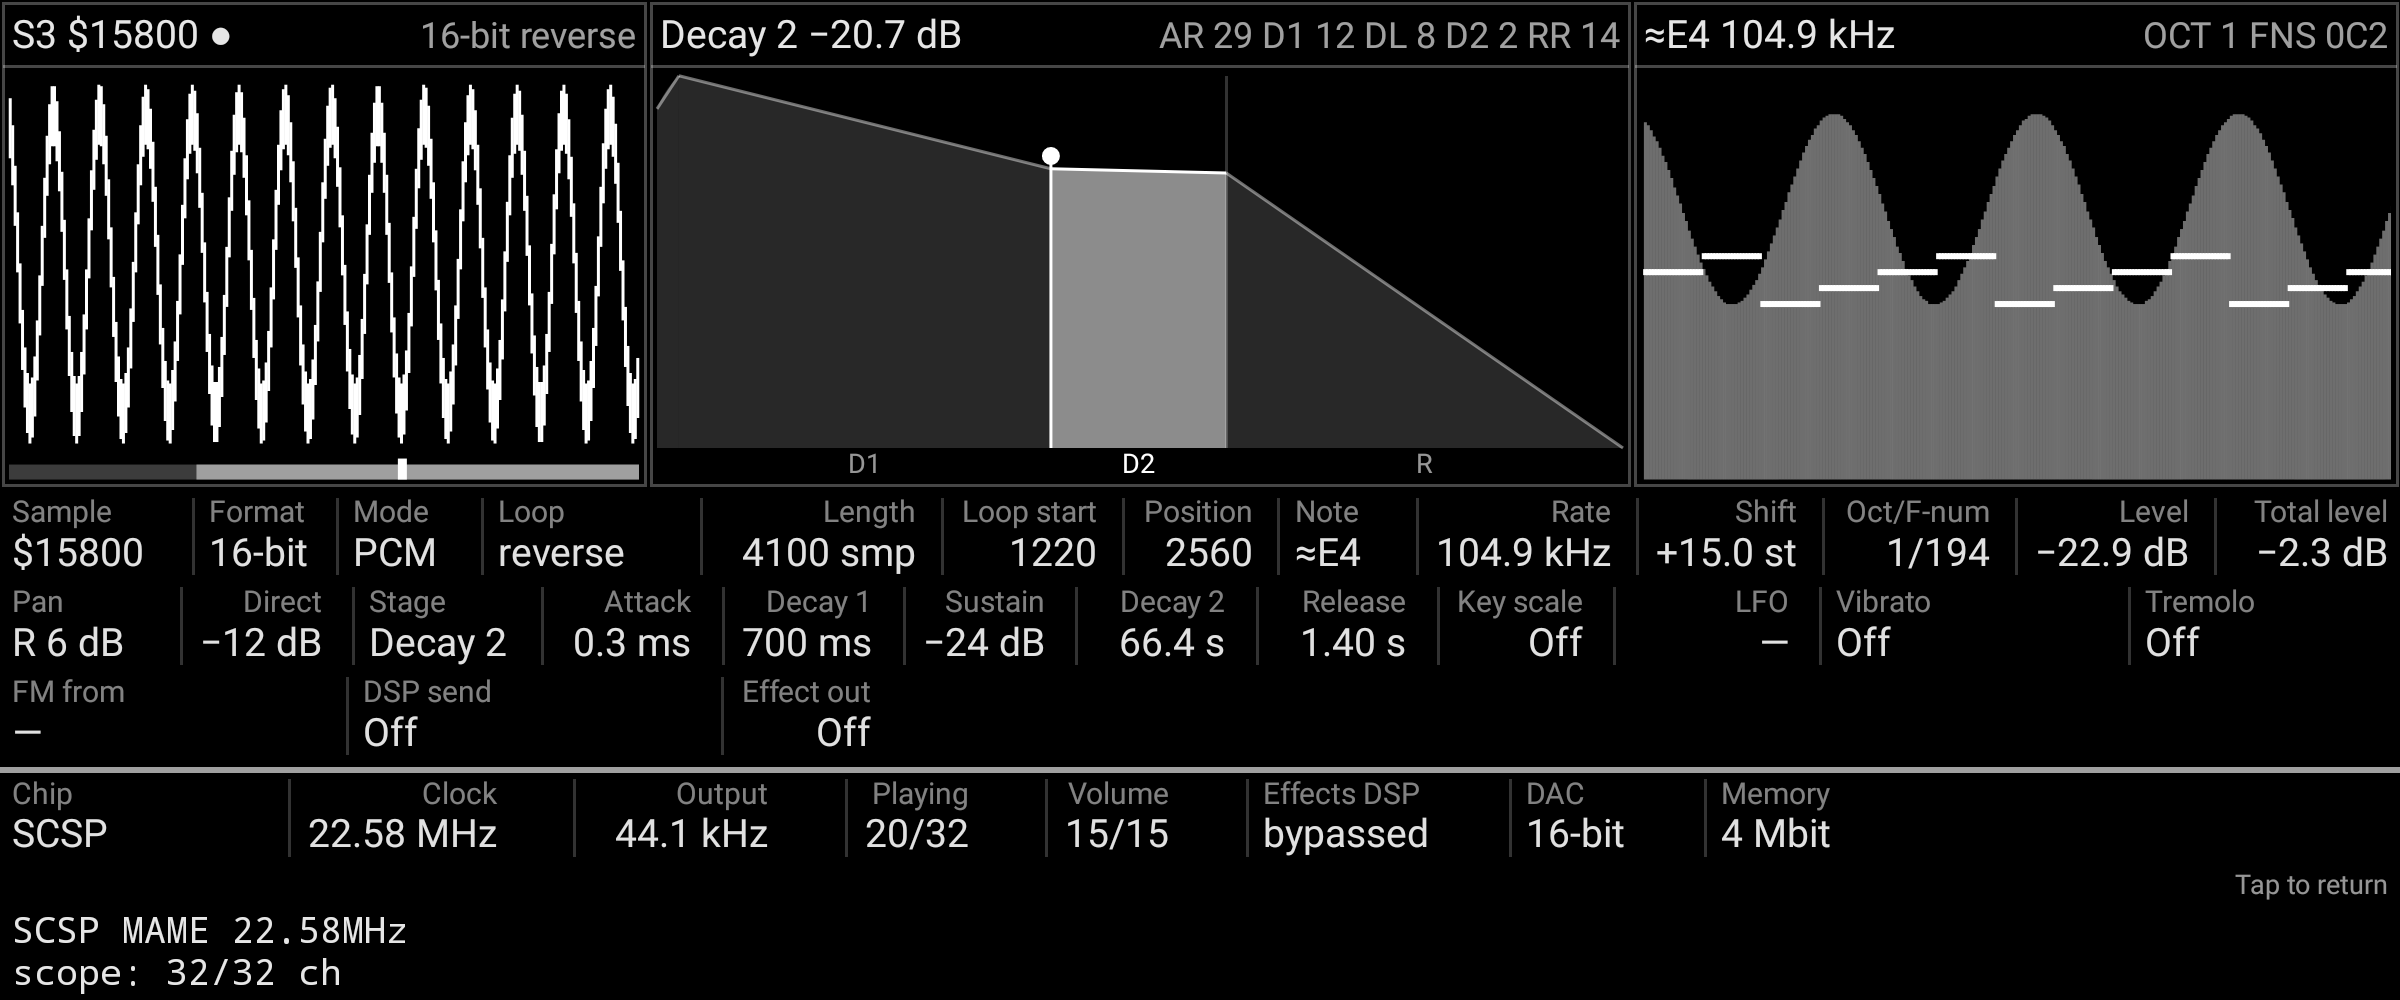 S3 $15800 ● 16-bit reverse
Decay 2 −20.7 dB AR 29 D1 12 DL 8 D2 2 RR 14
≈E4 104.9 kHz OCT 1 FNS 0C2
D1 D2 R
Sample Format Mode Loop Length Loop start Position Note Rate Shift Oct/F-num Level Total level
$15800 16-bit PCM reverse 4100 smp 1220 2560 ≈E4 104.9 kHz +15.0 st 1/194 −22.9 dB −2.3 dB
Pan Direct Stage Attack Decay 1 Sustain Decay 2 Release Key scale LFO Vibrato Tremolo
R 6 dB −12 dB Decay 2 0.3 ms 700 ms −24 dB 66.4 s 1.40 s Off — Off Off
FM from DSP send Effect out
— Off Off
Chip Clock Output Playing Volume Effects DSP DAC Memory
SCSP 22.58 MHz 44.1 kHz 20/32 15/15 bypassed 16-bit 4 Mbit
Tap to return
SCSP MAME 22.58MHz
scope: 32/32 ch